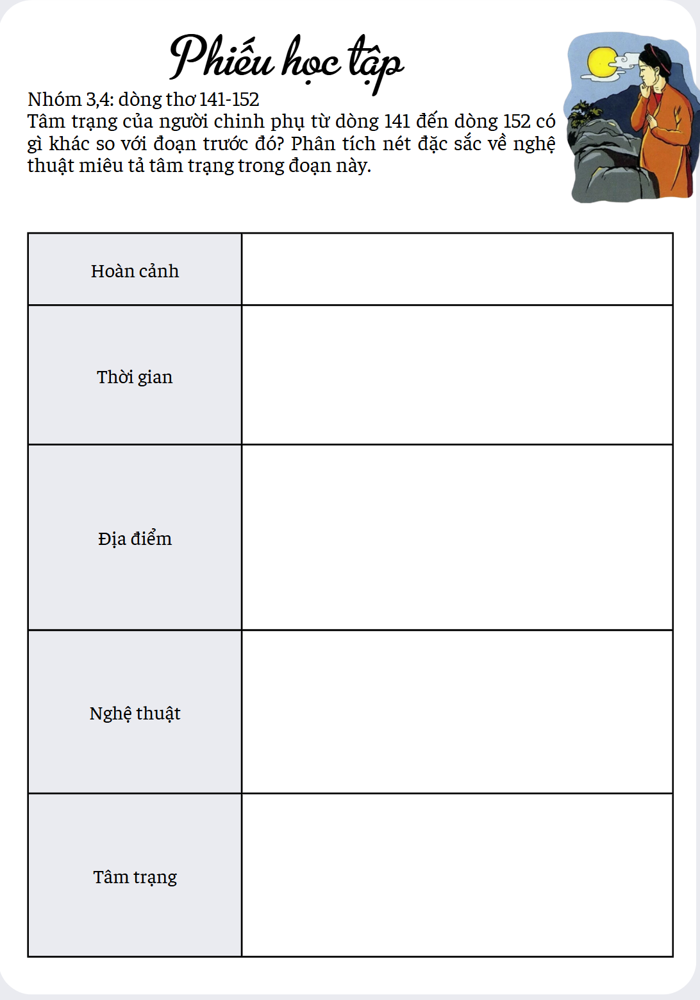 Phiếu học tập
Nhóm 3,4: dòng thơ 141-152
Tâm trạng của người chinh phụ từ dòng 141 đến dòng 152 có
gì khác so với đoạn trước đó? Phân tích nét đặc sắc về nghệ
thuật miêu tả tâm trạng trong đoạn này.
Hoàn cảnh
Thời gian
Địa điểm
Nghệ thuật
Tâm trạng